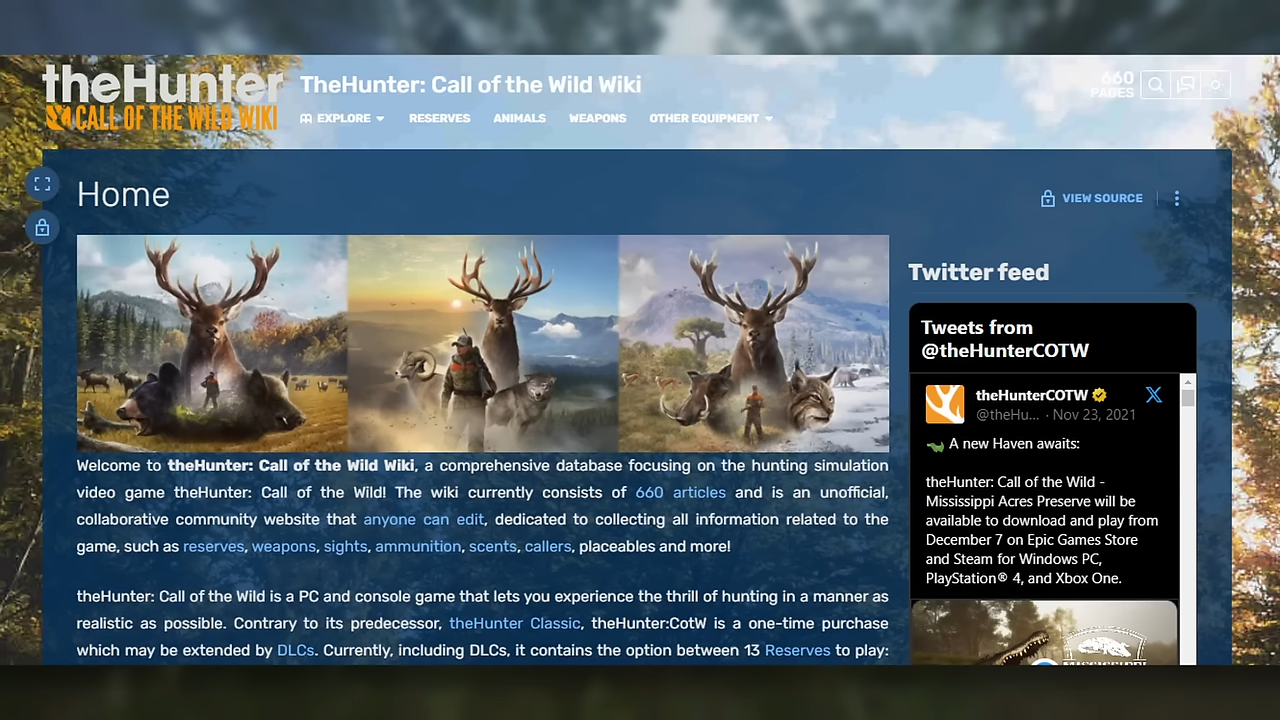 theHunter
CALL OF THE WILD WIKI
TheHunter: Call of the Wild Wiki
660
PAGES
EXPLORE
RESERVES
ANIMALS
WEAPONS
OTHER EQUIPMENT
Home
VIEW SOURCE
Welcome to theHunter: Call of the Wild Wiki, a comprehensive database focusing on the hunting simulation
video game theHunter: Call of the Wild! The wiki currently consists of 660 articles and is an unofficial,
collaborative community website that anyone can edit, dedicated to collecting all information related to the
game, such as reserves, weapons, sights, ammunition, scents, callers, placeables and more!
theHunter: Call of the Wild is a PC and console game that lets you experience the thrill of hunting in a manner as
realistic as possible. Contrary to its predecessor, theHunter Classic, theHunter:CotW is a one-time purchase
which may be extended by DLCs. Currently, including DLCs, it contains the option between 13 Reserves to play:
Twitter feed
Tweets from
@theHunterCOTW
theHunterCOTW
@theHu... · Nov 23, 2021
A new Haven awaits:
theHunter: Call of the Wild -
Mississippi Acres Preserve will be
available to download and play from
December 7 on Epic Games Store
and Steam for Windows PC,
PlayStation® 4, and Xbox One.
MISSISSIPPI